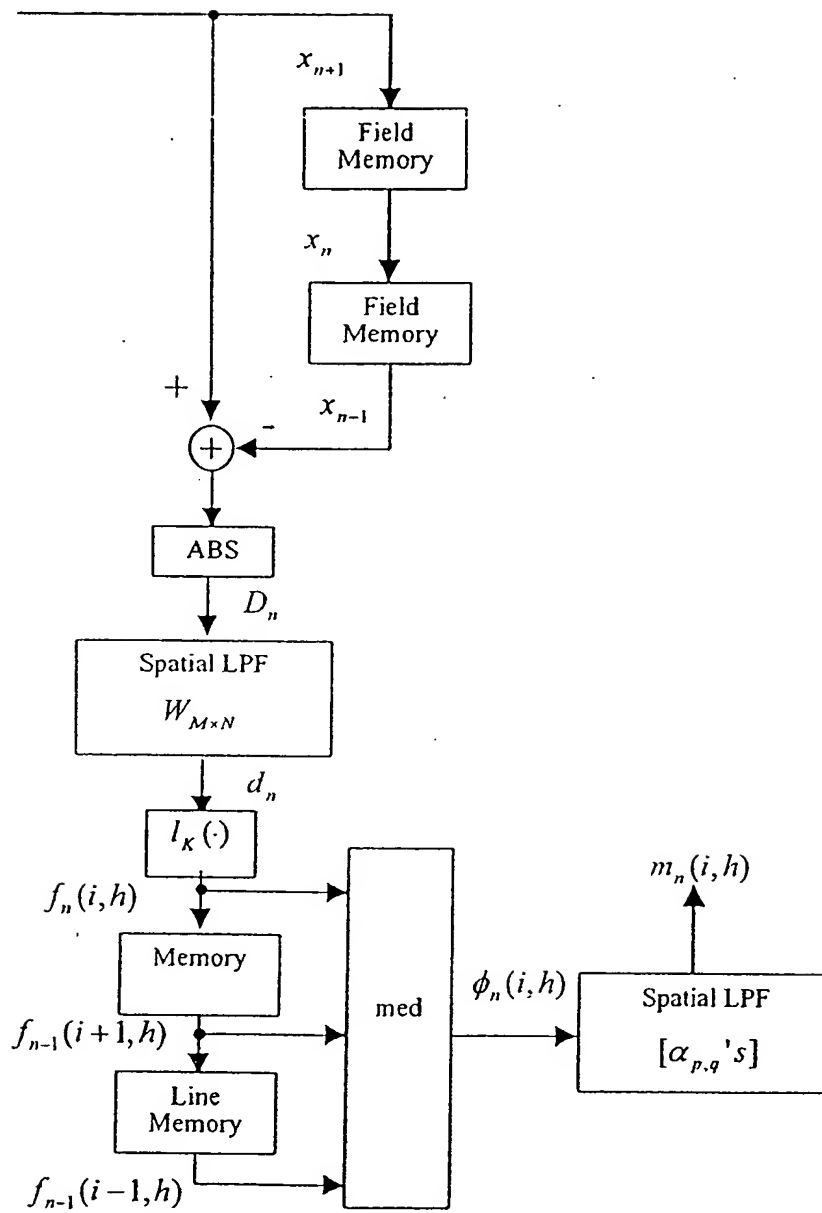 x_{n+1}
Field
Memory
x_n
Field
Memory
+
x_{n-1}
-
+
ABS
D_n
Spatial LPF
W_{M×N}
d_n
l_K(·)
f_n(i,h)
m_n(i,h)
Memory
med
ϕ_n(i,h)
Spatial LPF
[α_{p,q}'s]
f_{n-1}(i+1,h)
Line
Memory
f_{n-1}(i-1,h)